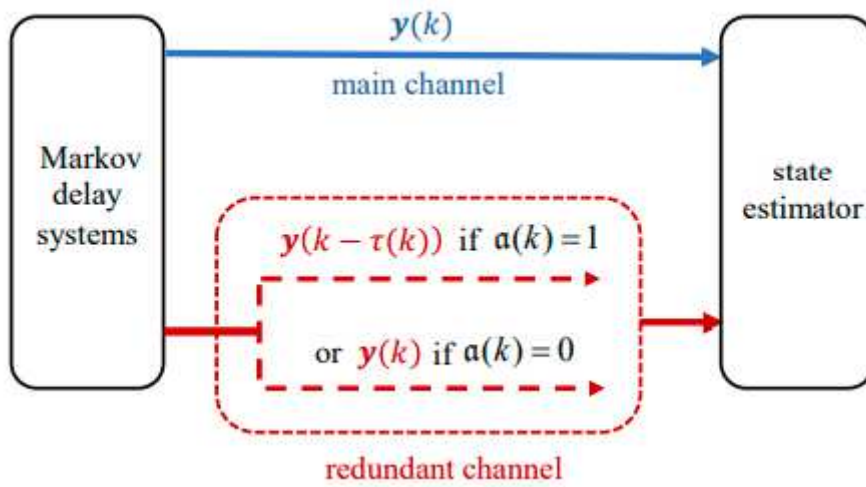 y(k)
main channel
Markov
delay
systems
state
estimator
y(k − τ(k)) if 𝔞(k) = 1
or y(k) if 𝔞(k) = 0
redundant channel